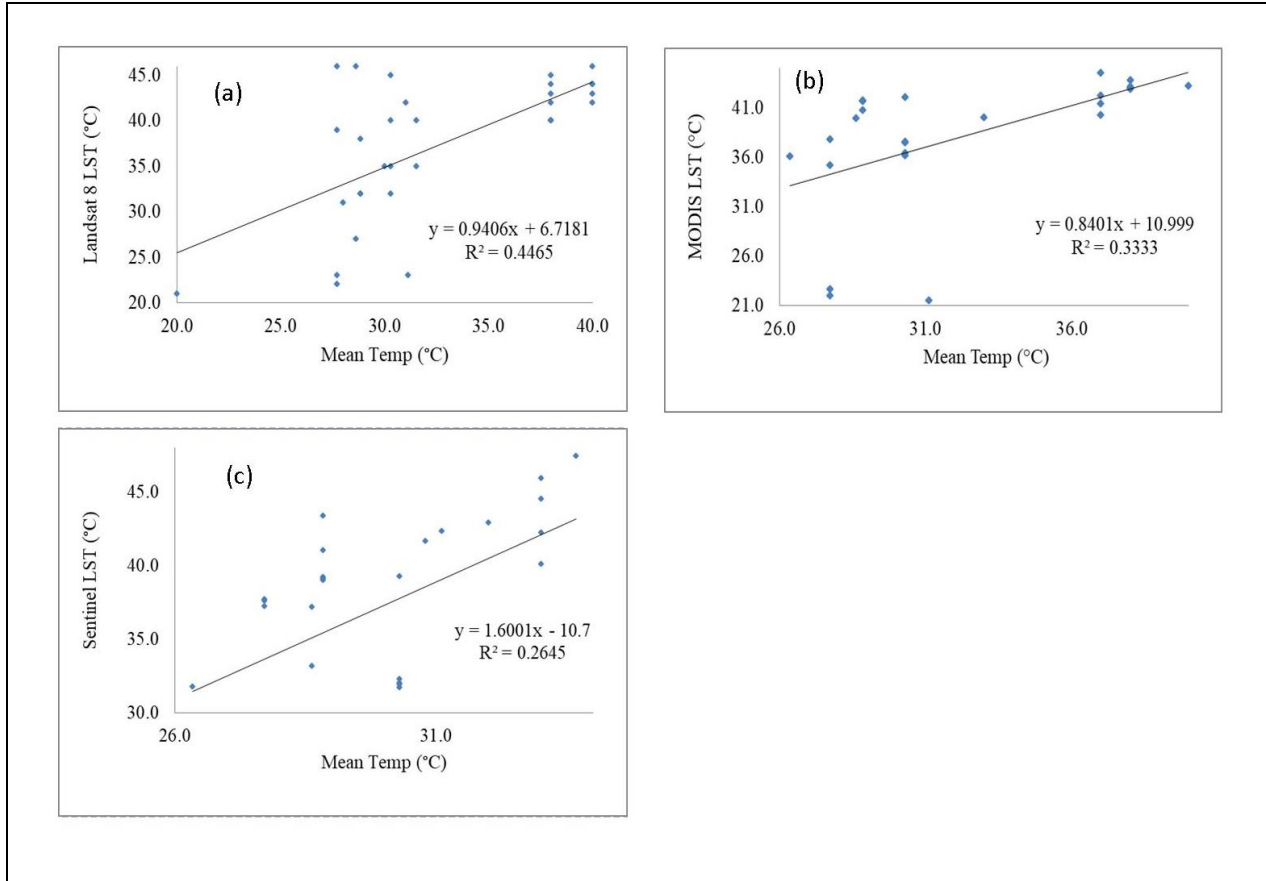 (a)
Landsat 8 LST (°C)
45.0
40.0
35.0
30.0
25.0
20.0
y = 0.9406x + 6.7181
R² = 0.4465
20.0 25.0 30.0 35.0 40.0
Mean Temp (°C)
(b)
MODIS LST (°C)
41.0
36.0
31.0
26.0
21.0
y = 0.8401x + 10.999
R² = 0.3333
26.0 31.0 36.0
Mean Temp (°C)
(c)
Sentinel LST (°C)
45.0
40.0
35.0
30.0
y = 1.6001x - 10.7
R² = 0.2645
26.0 31.0
Mean Temp (°C)